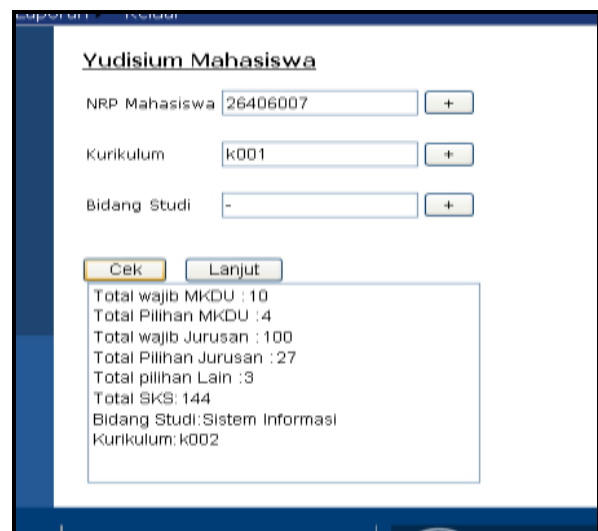 Laporan Keluar
Yudisium Mahasiswa
NRP Mahasiswa 26406007 +
Kurikulum k001 +
Bidang Studi - +
Cek Lanjut
Total wajib MKDU : 10
Total Pilihan MKDU :4
Total wajib Jurusan : 100
Total Pilihan Jurusan :27
Total pilihan Lain :3
Total SKS: 144
Bidang Studi:Sistem Informasi
Kurikulum: k002